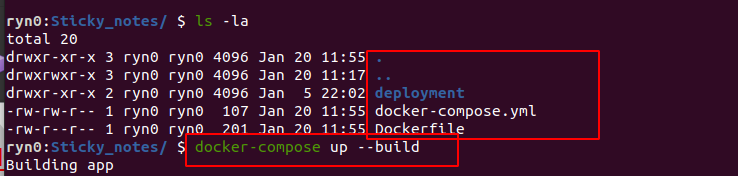 ryn0:Sticky_notes/ $ ls -la
total 20
drwxr-xr-x 3 ryn0 ryn0 4096 Jan 20 11:55 .
drwxrwxr-x 3 ryn0 ryn0 4096 Jan 20 11:17 ..
drwxr-xr-x 2 ryn0 ryn0 4096 Jan  5 22:02 deployment
-rw-rw-r-- 1 ryn0 ryn0  107 Jan 20 11:55 docker-compose.yml
-rw-r--r-- 1 ryn0 ryn0  201 Jan 20 11:55 Dockerfile
ryn0:Sticky_notes/ $ docker-compose up --build
Building app